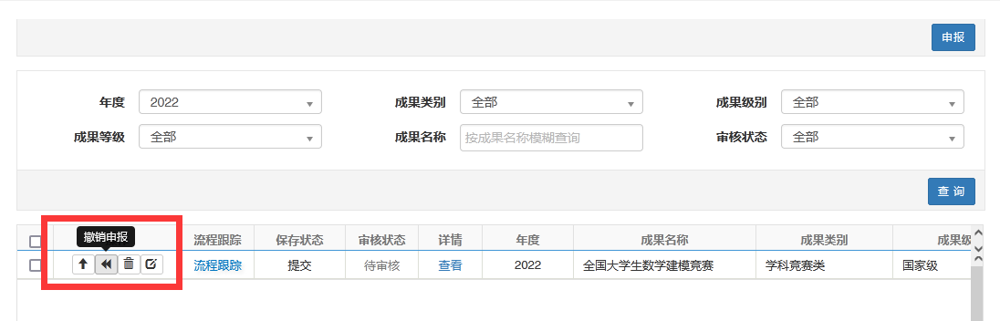 申报
年度 2022 成果类别 全部 成果级别 全部
成果等级 全部 成果名称 按成果名称模糊查询 审核状态 全部
查 询
撤销申报
流程跟踪 保存状态 审核状态 详情 年度 成果名称 成果类别 成果级
流程跟踪 提交 待审核 查看 2022 全国大学生数学建模竞赛 学科竞赛类 国家级